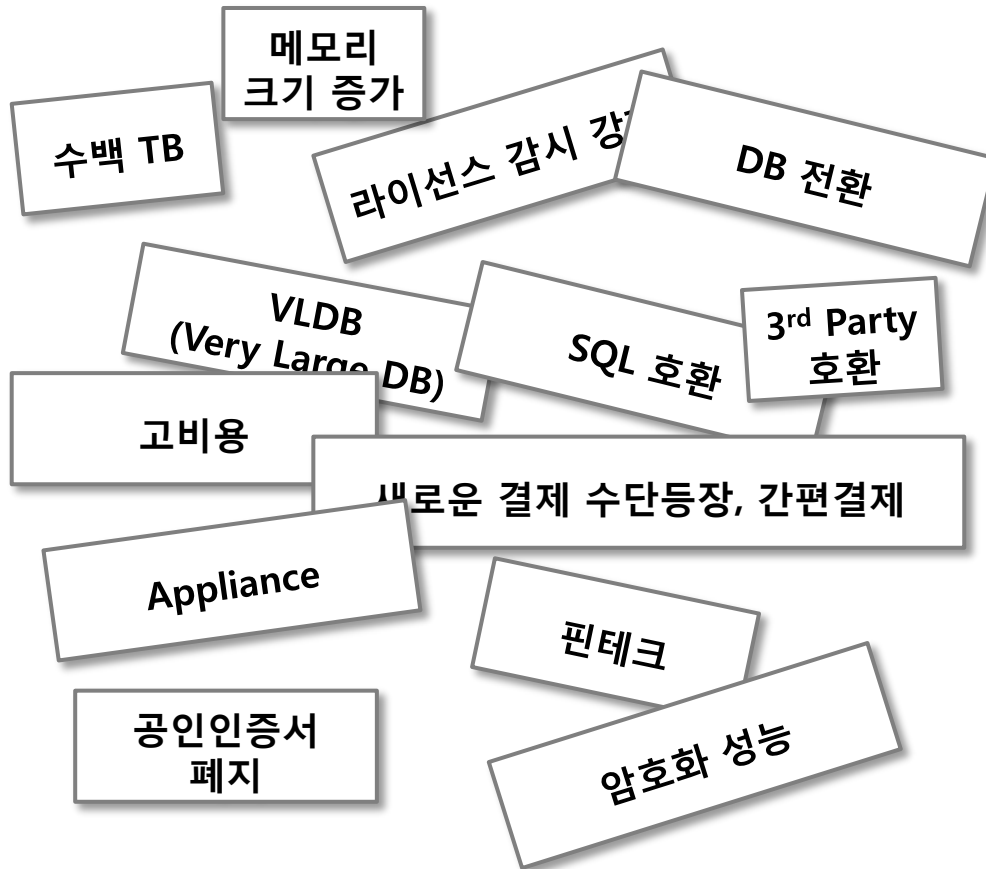 메모리
크기 증가
수백 TB
라이선스 감시
DB 전환
VLDB
(Very Large DB)
SQL 호환
3rd Party
호환
고비용
새로운 결제 수단등장, 간편결제
Appliance
핀테크
공인인증서
폐지
암호화 성능